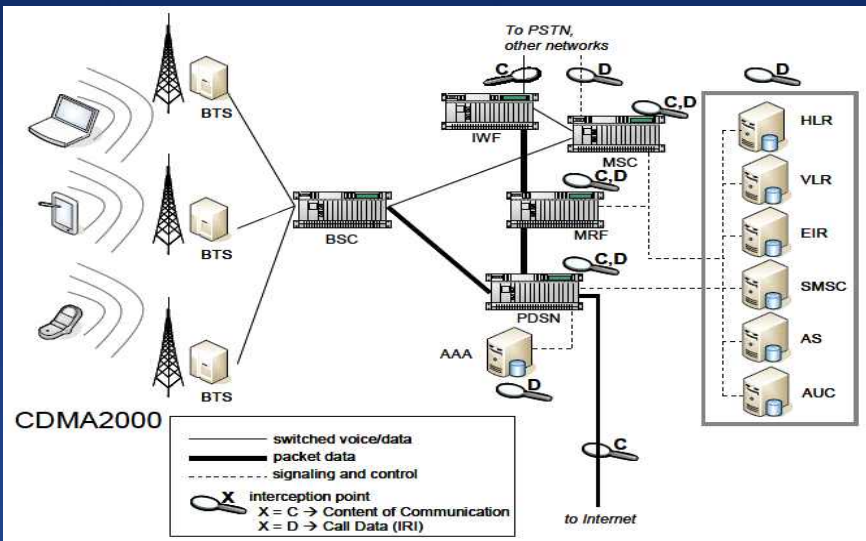 To PSTN,
other networks
C
D
D
C,D
HLR
BTS
IWF
MSC
C,D
VLR
BTS
BSC
MRF
EIR
C,D
SMSC
PDSN
AAA
AS
D
BTS
AUC
CDMA2000
switched voice/data
packet data
signaling and control
C
X interception point
X = C → Content of Communication
X = D → Call Data (IRI)
to Internet